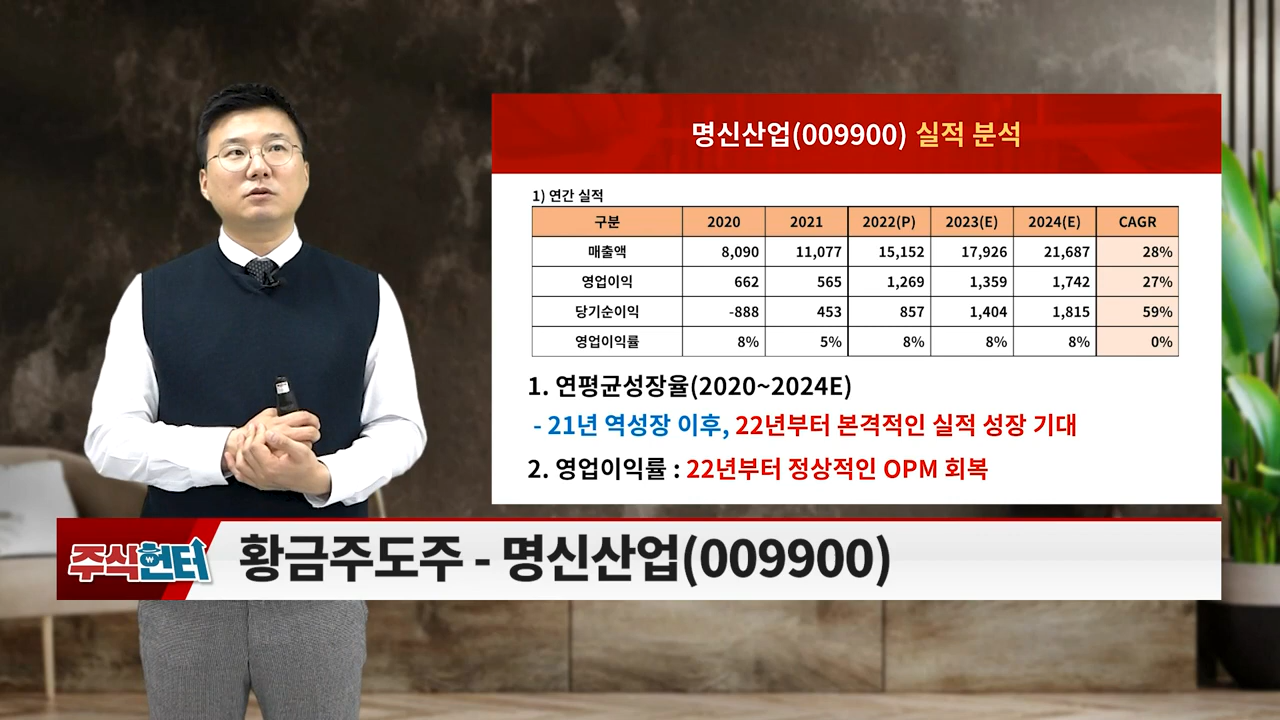 명신산업(009900) 실적 분석
1) 연간 실적
구분 2020 2021 2022(P) 2023(E) 2024(E) CAGR
매출액 8,090 11,077 15,152 17,926 21,687 28%
영업이익 662 565 1,269 1,359 1,742 27%
당기순이익 -888 453 857 1,404 1,815 59%
영업이익률 8% 5% 8% 8% 8% 0%
1. 연평균성장율(2020~2024E)
- 21년 역성장 이후, 22년부터 본격적인 실적 성장 기대
2. 영업이익률 : 22년부터 정상적인 OPM 회복
주식헌터 황금주도주 - 명신산업(009900)